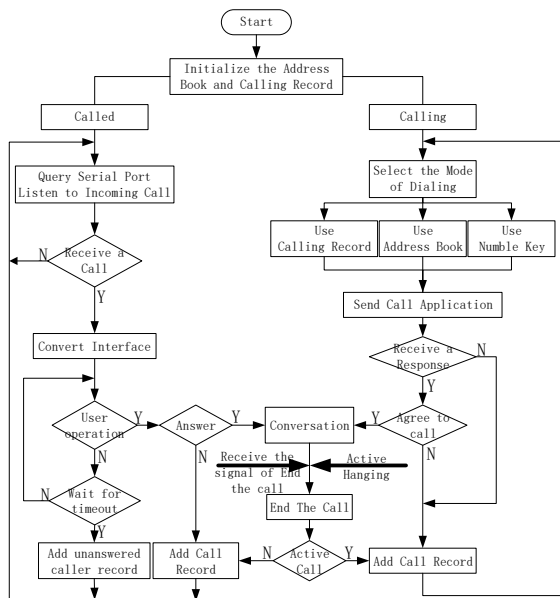 Start
Initialize the Address
Book and Calling Record
Called
Calling
Query Serial Port
Listen to Incoming Call
Select the Mode
of Dialing
Use
Calling Record
Use
Address Book
Use
Numble Key
N
Receive a
Call
Y
Send Call Application
Convert Interface
Receive a
Response
N
Y
User
operation
Y
Answer
Y
Conversation
Y
Agree to
call
N
N
N
Receive the
signal of End
the call
Active
Hanging
Wait for
timeout
N
Y
End The Call
Add unanswered
caller record
Add Call
Record
N
Active
Call
Y
Add Call Record